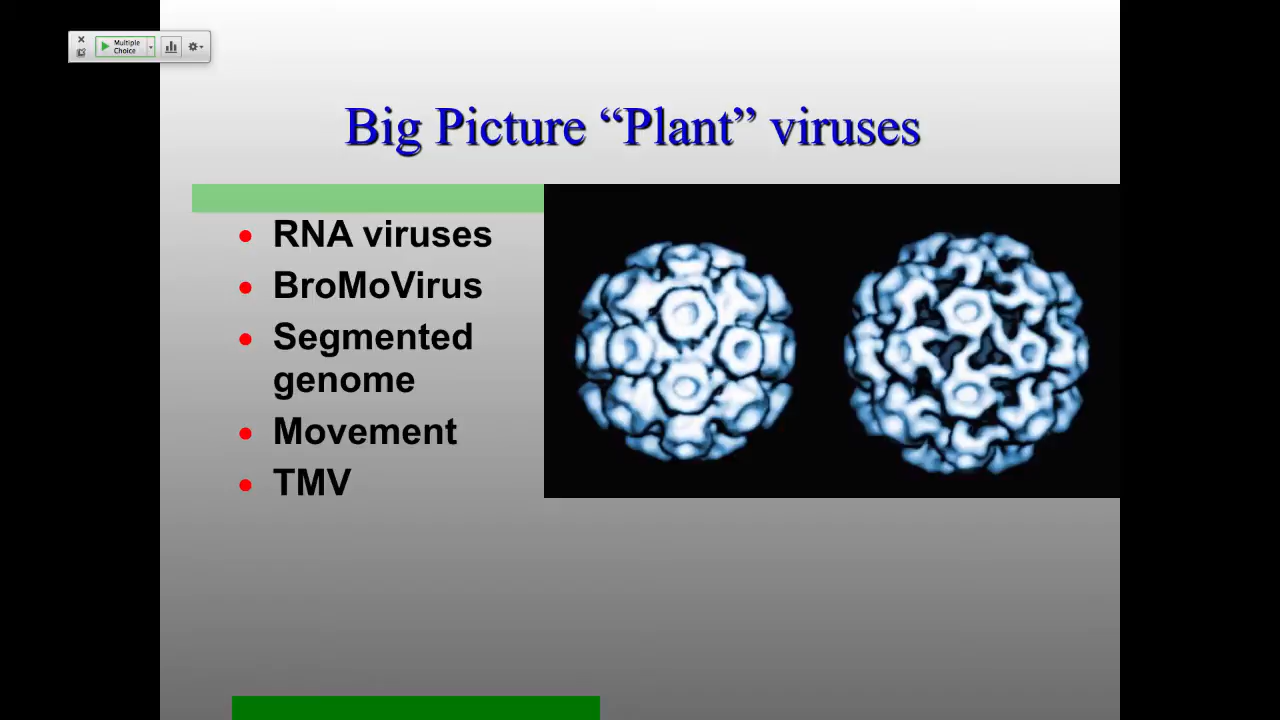 Multiple
Choice
Big Picture “Plant” viruses
RNA viruses
BroMoVirus
Segmented
genome
Movement
TMV